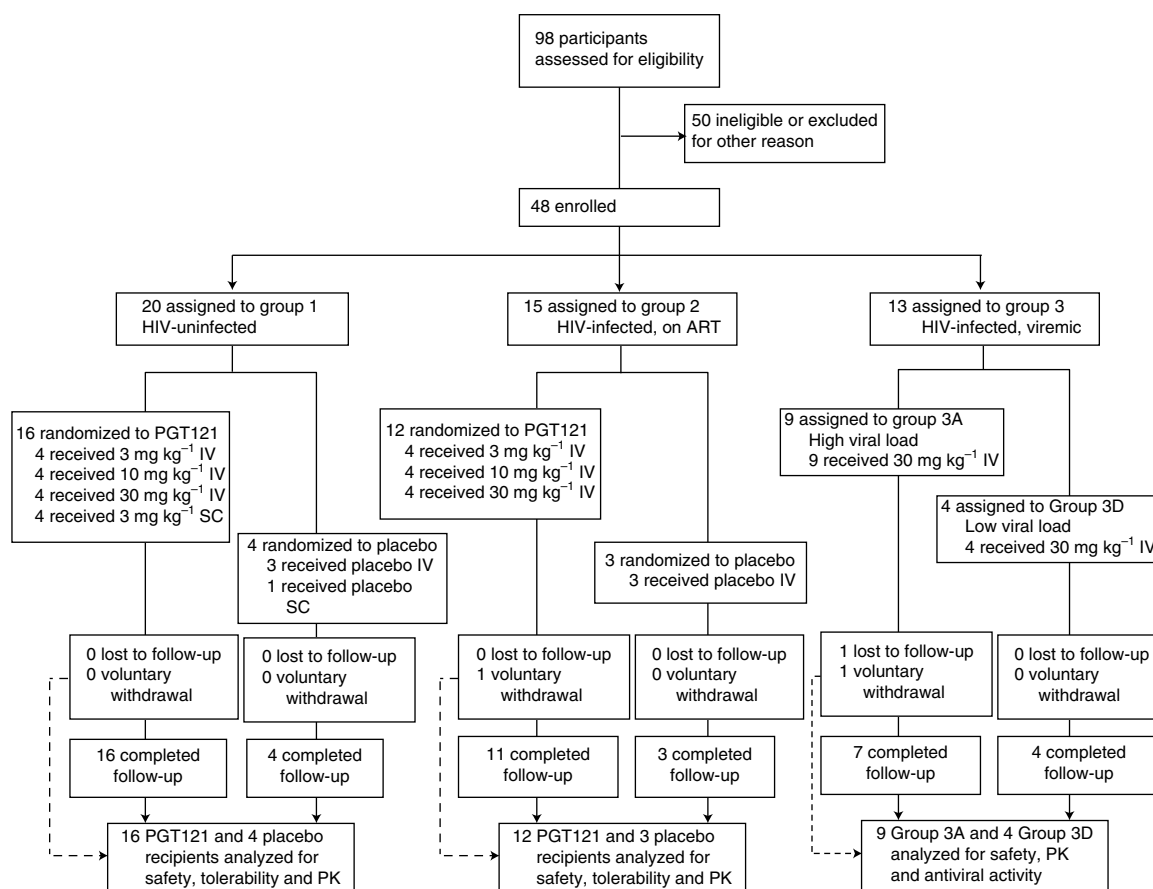 98 participants
assessed for eligibility
50 ineligible or excluded
for other reason
48 enrolled
20 assigned to group 1
HIV-uninfected
15 assigned to group 2
HIV-infected, on ART
13 assigned to group 3
HIV-infected, viremic
16 randomized to PGT121
4 received 3 mg kg⁻¹ IV
4 received 10 mg kg⁻¹ IV
4 received 30 mg kg⁻¹ IV
4 received 3 mg kg⁻¹ SC
4 randomized to placebo
3 received placebo IV
1 received placebo
SC
12 randomized to PGT121
4 received 3 mg kg⁻¹ IV
4 received 10 mg kg⁻¹ IV
4 received 30 mg kg⁻¹ IV
3 randomized to placebo
3 received placebo IV
9 assigned to group 3A
High viral load
9 received 30 mg kg⁻¹ IV
4 assigned to Group 3D
Low viral load
4 received 30 mg kg⁻¹ IV
0 lost to follow-up
0 voluntary
withdrawal
0 lost to follow-up
0 voluntary
withdrawal
0 lost to follow-up
1 voluntary
withdrawal
0 lost to follow-up
0 voluntary
withdrawal
1 lost to follow-up
1 voluntary
withdrawal
0 lost to follow-up
0 voluntary
withdrawal
16 completed
follow-up
4 completed
follow-up
11 completed
follow-up
3 completed
follow-up
7 completed
follow-up
4 completed
follow-up
16 PGT121 and 4 placebo
recipients analyzed for
safety, tolerability and PK
12 PGT121 and 3 placebo
recipients analyzed for
safety, tolerability and PK
9 Group 3A and 4 Group 3D
analyzed for safety, PK
and antiviral activity